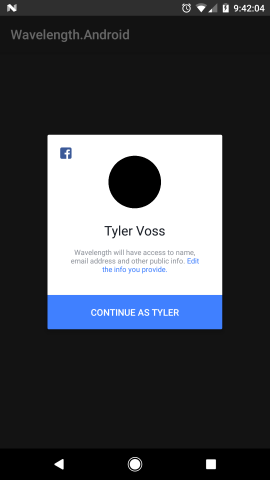 9:42:04
Wavelength.Android
Tyler Voss
Wavelength will have access to name,
email address and other public info. Edit
the info you provide.
CONTINUE AS TYLER